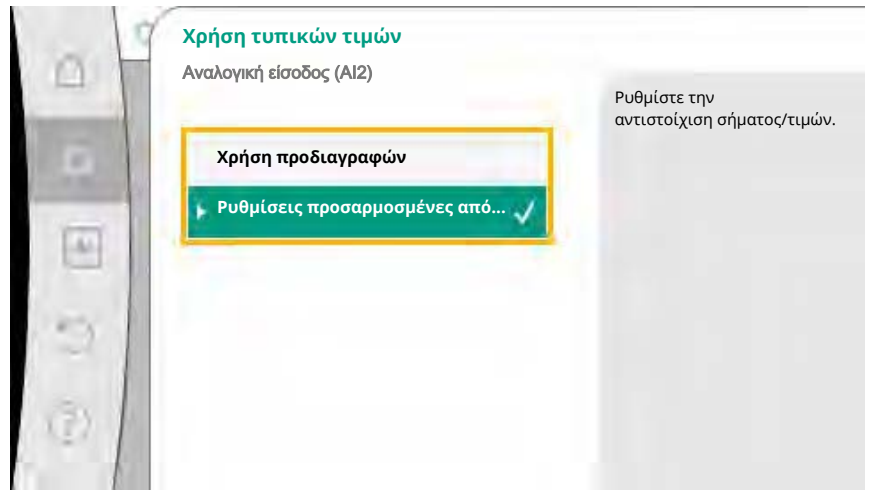 Χρήση τυπικών τιμών
Αναλογική είσοδος (AI2)
Ρυθμίστε την
αντιστοίχιση σήματος/τιμών.
Χρήση προδιαγραφών
Ρυθμίσεις προσαρμοσμένες από...